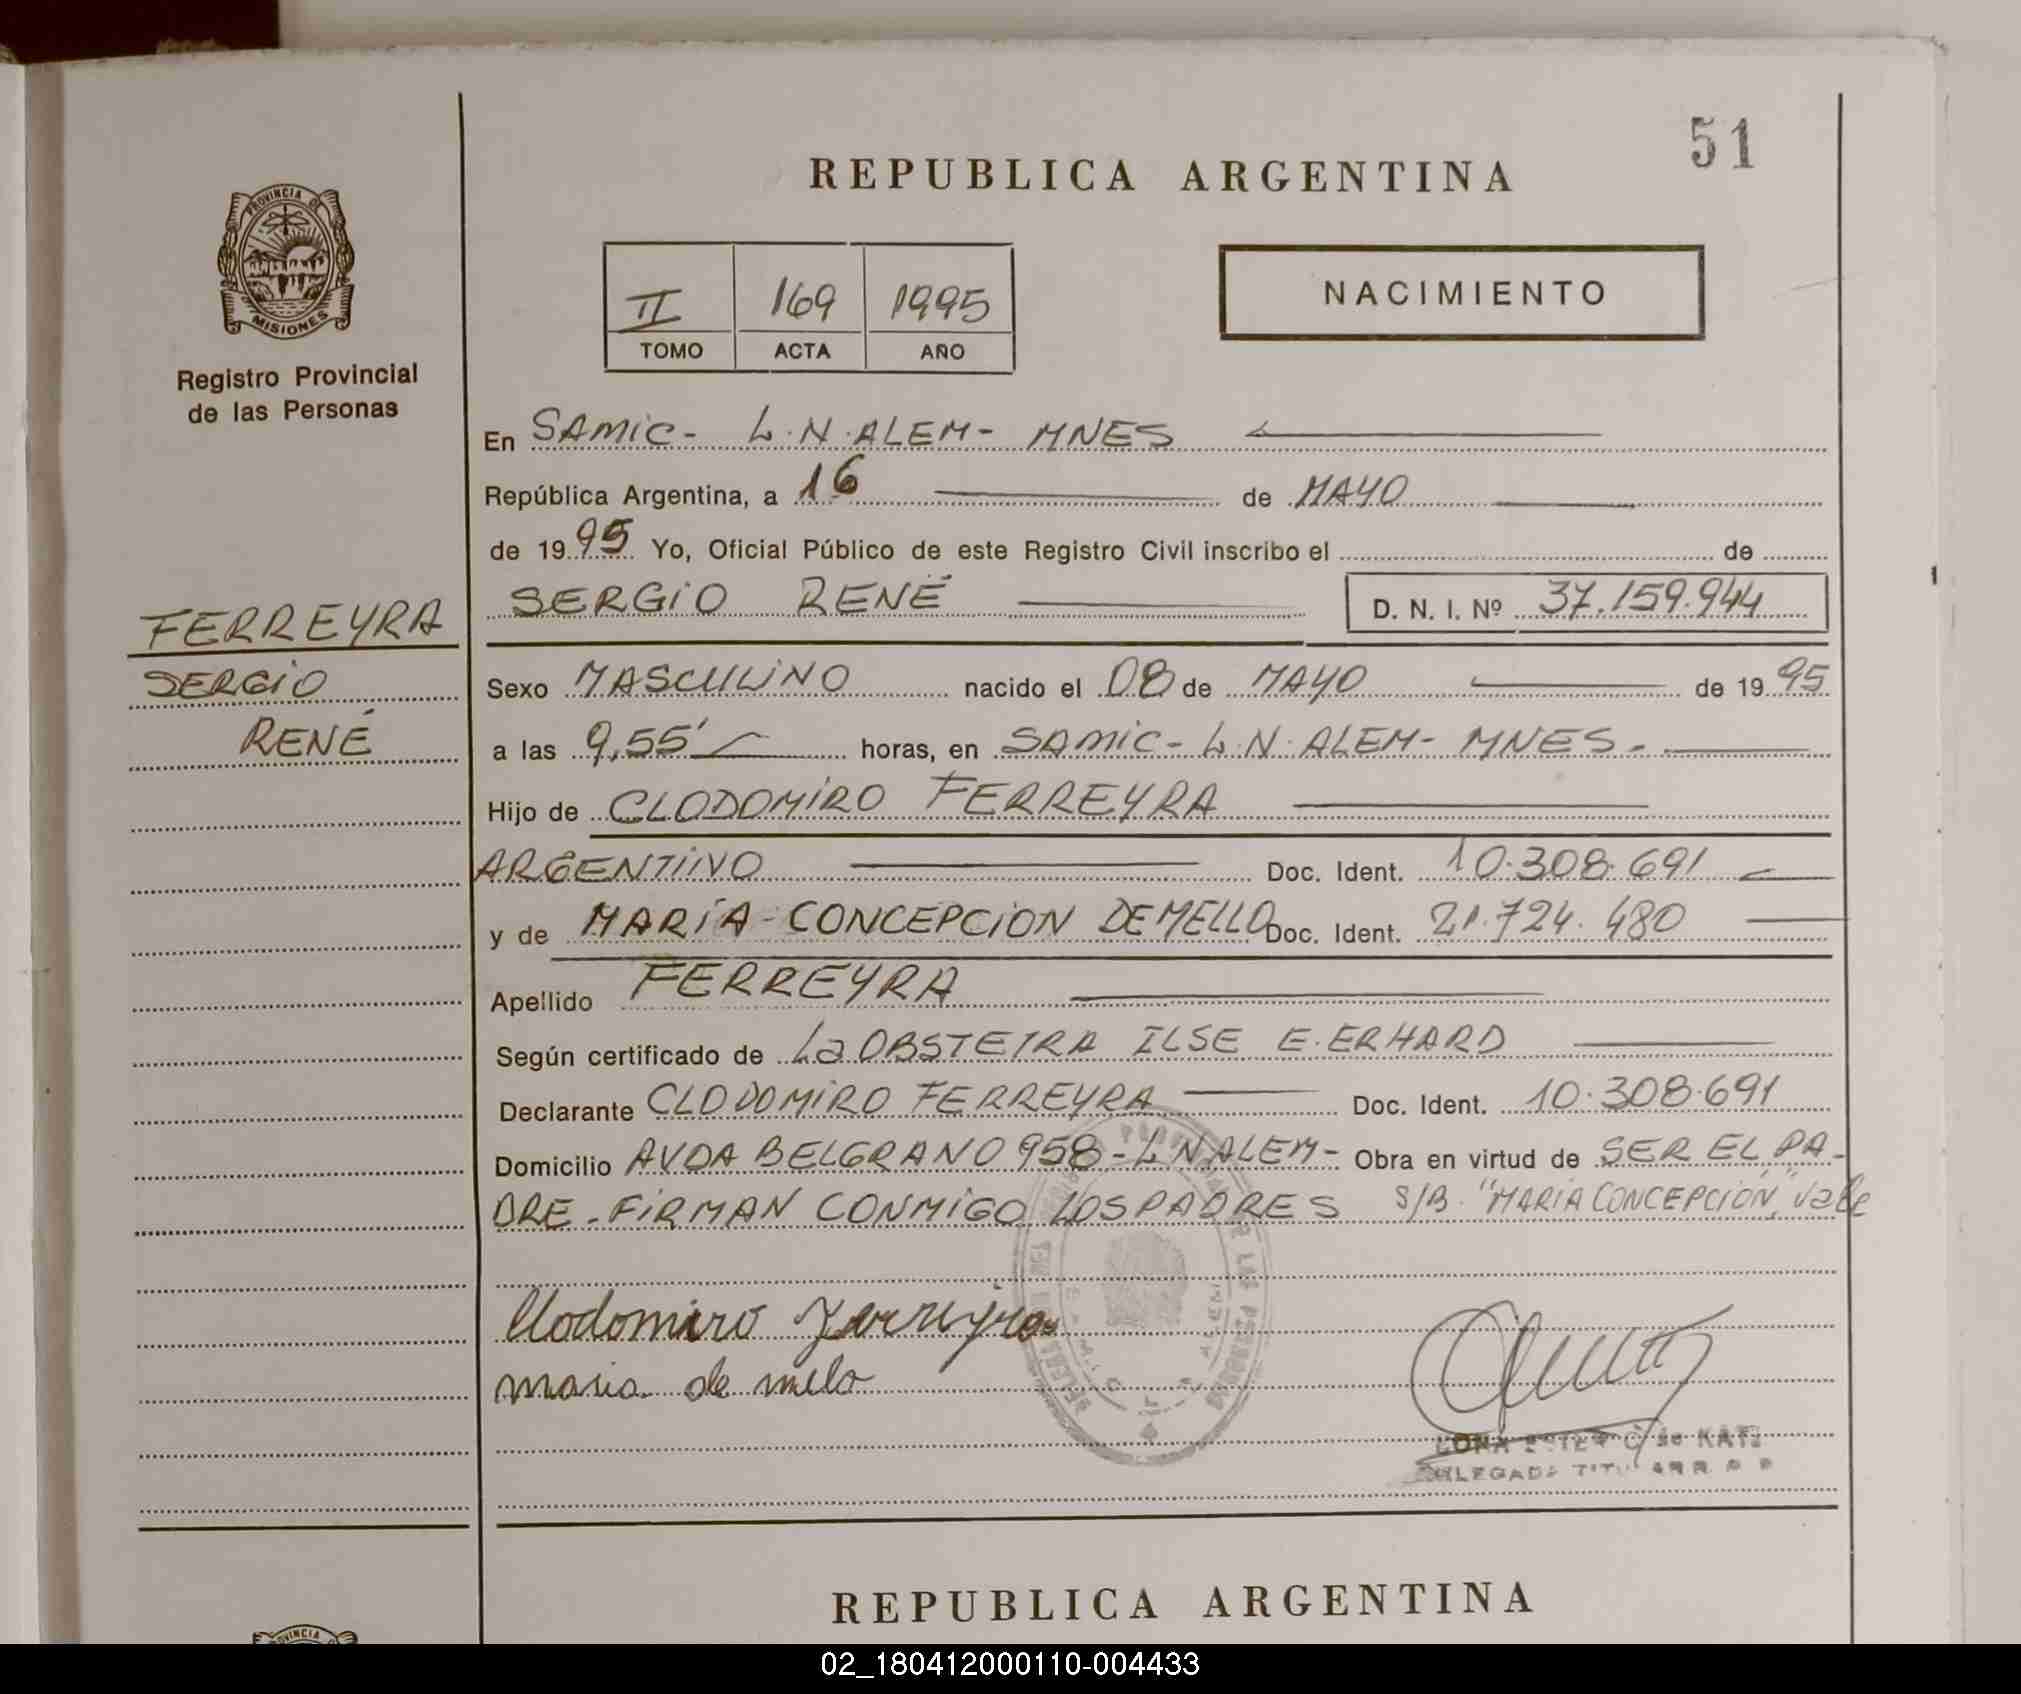 51
REPUBLICA ARGENTINA
PROVINCIA DE
MISIONES
Registro Provincial
de las Personas
II 169 1995
TOMO ACTA AÑO
NACIMIENTO
En SAMIC- L.N.ALEM- MNES
República Argentina, a 16 de MAYO
de 1995 Yo, Oficial Público de este Registro Civil inscribo el de
SERGIO RENÉ D. N. I. Nº 37.159.944
FERREYRA
SERGIO
RENÉ
Sexo MASCULINO nacido el 08 de MAYO de 1995
a las 9,55' horas, en SAMIC- L.N.ALEM- MNES.
Hijo de CLODOMIRO FERREYRA
ARGENTINO Doc. Ident. 10.308.691
y de MARÍA CONCEPCION DE MELLO Doc. Ident. 21.724.480
Apellido FERREYRA
Según certificado de La OBSTETRA ILSE E. ERHARD
Declarante CLODOMIRO FERREYRA Doc. Ident. 10.308.691
Domicilio AVDA BELGRANO 958-L N ALEM- Obra en virtud de SER EL PA-
DRE. FIRMAN CONMIGO LOS PADRES S/B. "MARÍA CONCEPCIÓN", vale
Clodomiro Ferreyra
maria de melo
REPUBLICA ARGENTINA
PROVINCIA
02_180412000110-004433